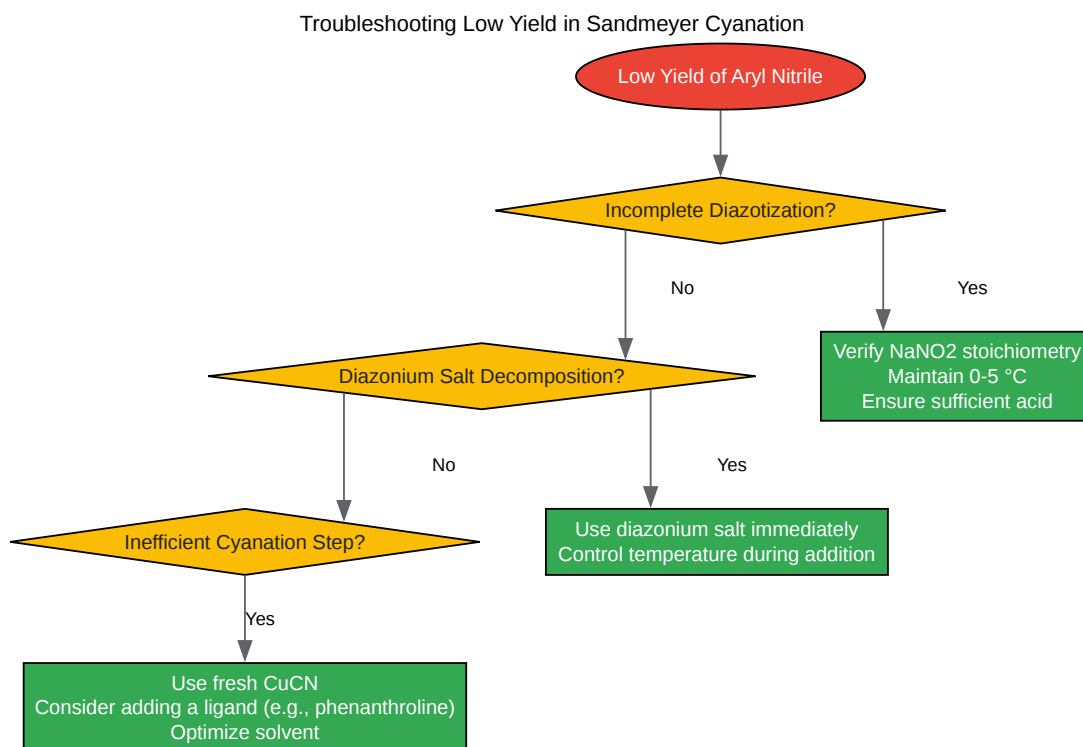 Troubleshooting Low Yield in Sandmeyer Cyanation
Low Yield of Aryl Nitrile
Incomplete Diazotization?
No
Yes
Verify NaNO2 stoichiometry
Maintain 0-5 °C
Ensure sufficient acid
Diazonium Salt Decomposition?
No
Yes
Use diazonium salt immediately
Control temperature during addition
Inefficient Cyanation Step?
Yes
Use fresh CuCN
Consider adding a ligand (e.g., phenanthroline)
Optimize solvent